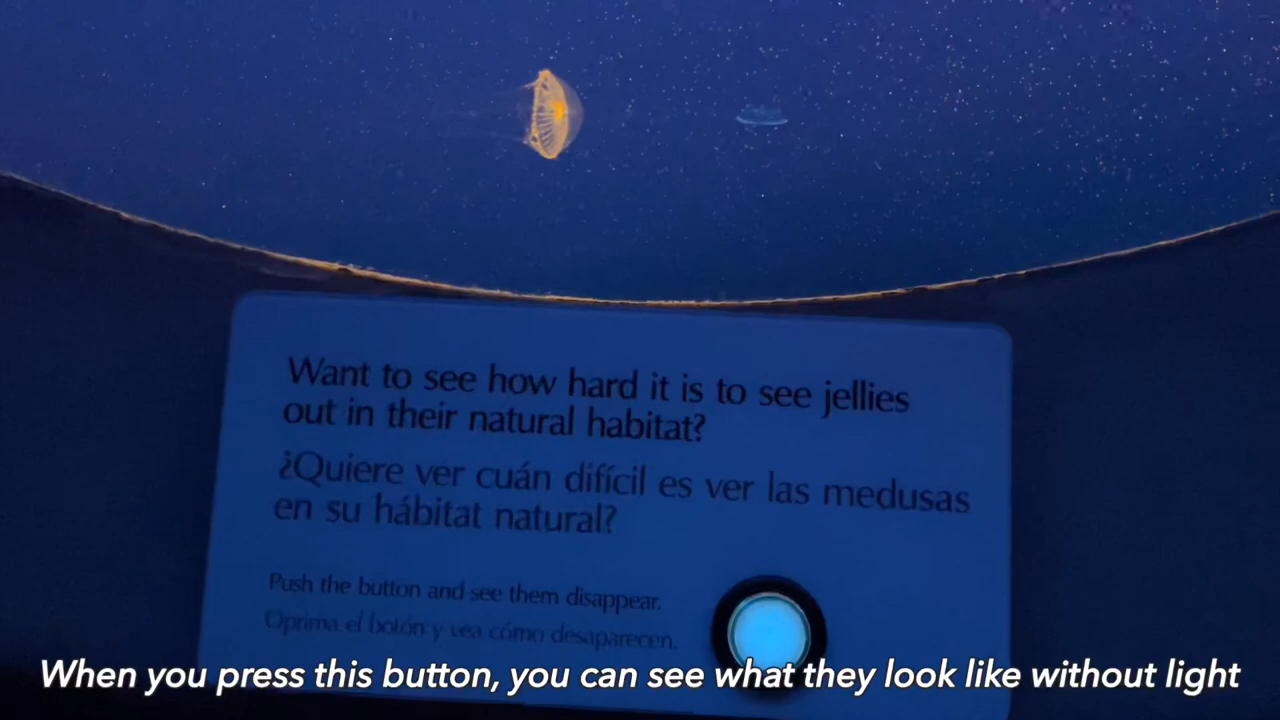 Want to see how hard it is to see jellies
out in their natural habitat?
¿Quiere ver cuán difícil es ver las medusas
en su hábitat natural?
Push the button and see them disappear.
Oprima el botón y vea cómo desaparecen.
When you press this button, you can see what they look like without light